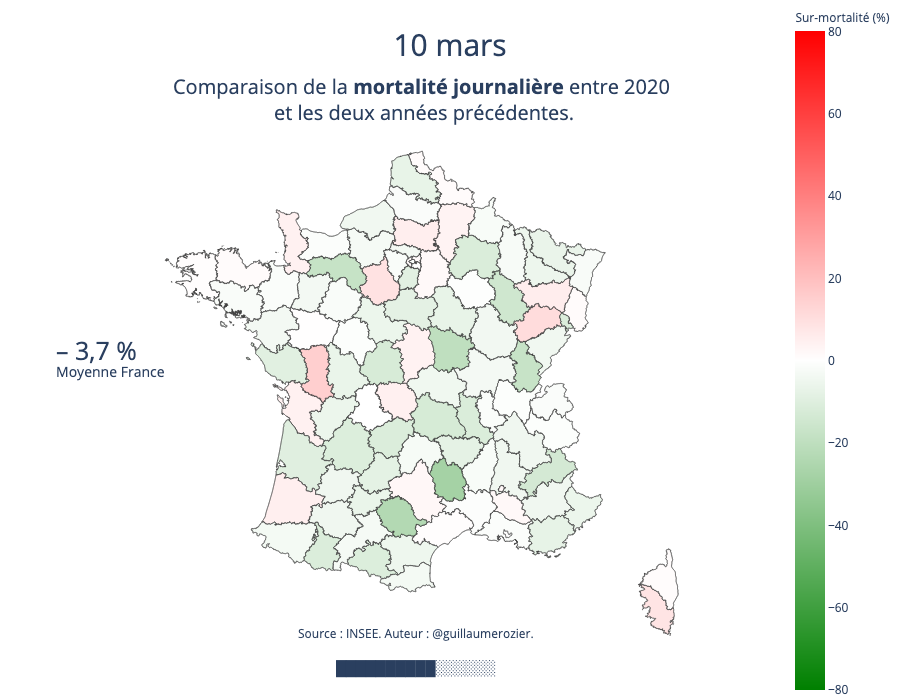 Sur-mortalité (%)
10 mars
Comparaison de la mortalité journalière entre 2020
et les deux années précédentes.
80
60
40
20
0
−20
−40
−60
−80
– 3,7 %
Moyenne France
Source : INSEE. Auteur : @guillaumerozier.